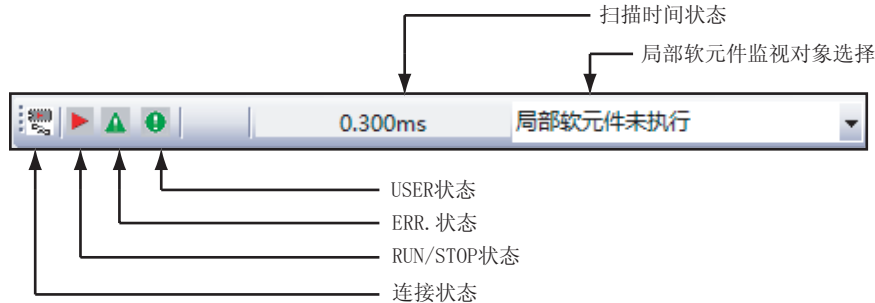 扫描时间状态
局部软元件监视对象选择
0.300ms
局部软元件未执行
USER状态
ERR.状态
RUN/STOP状态
连接状态